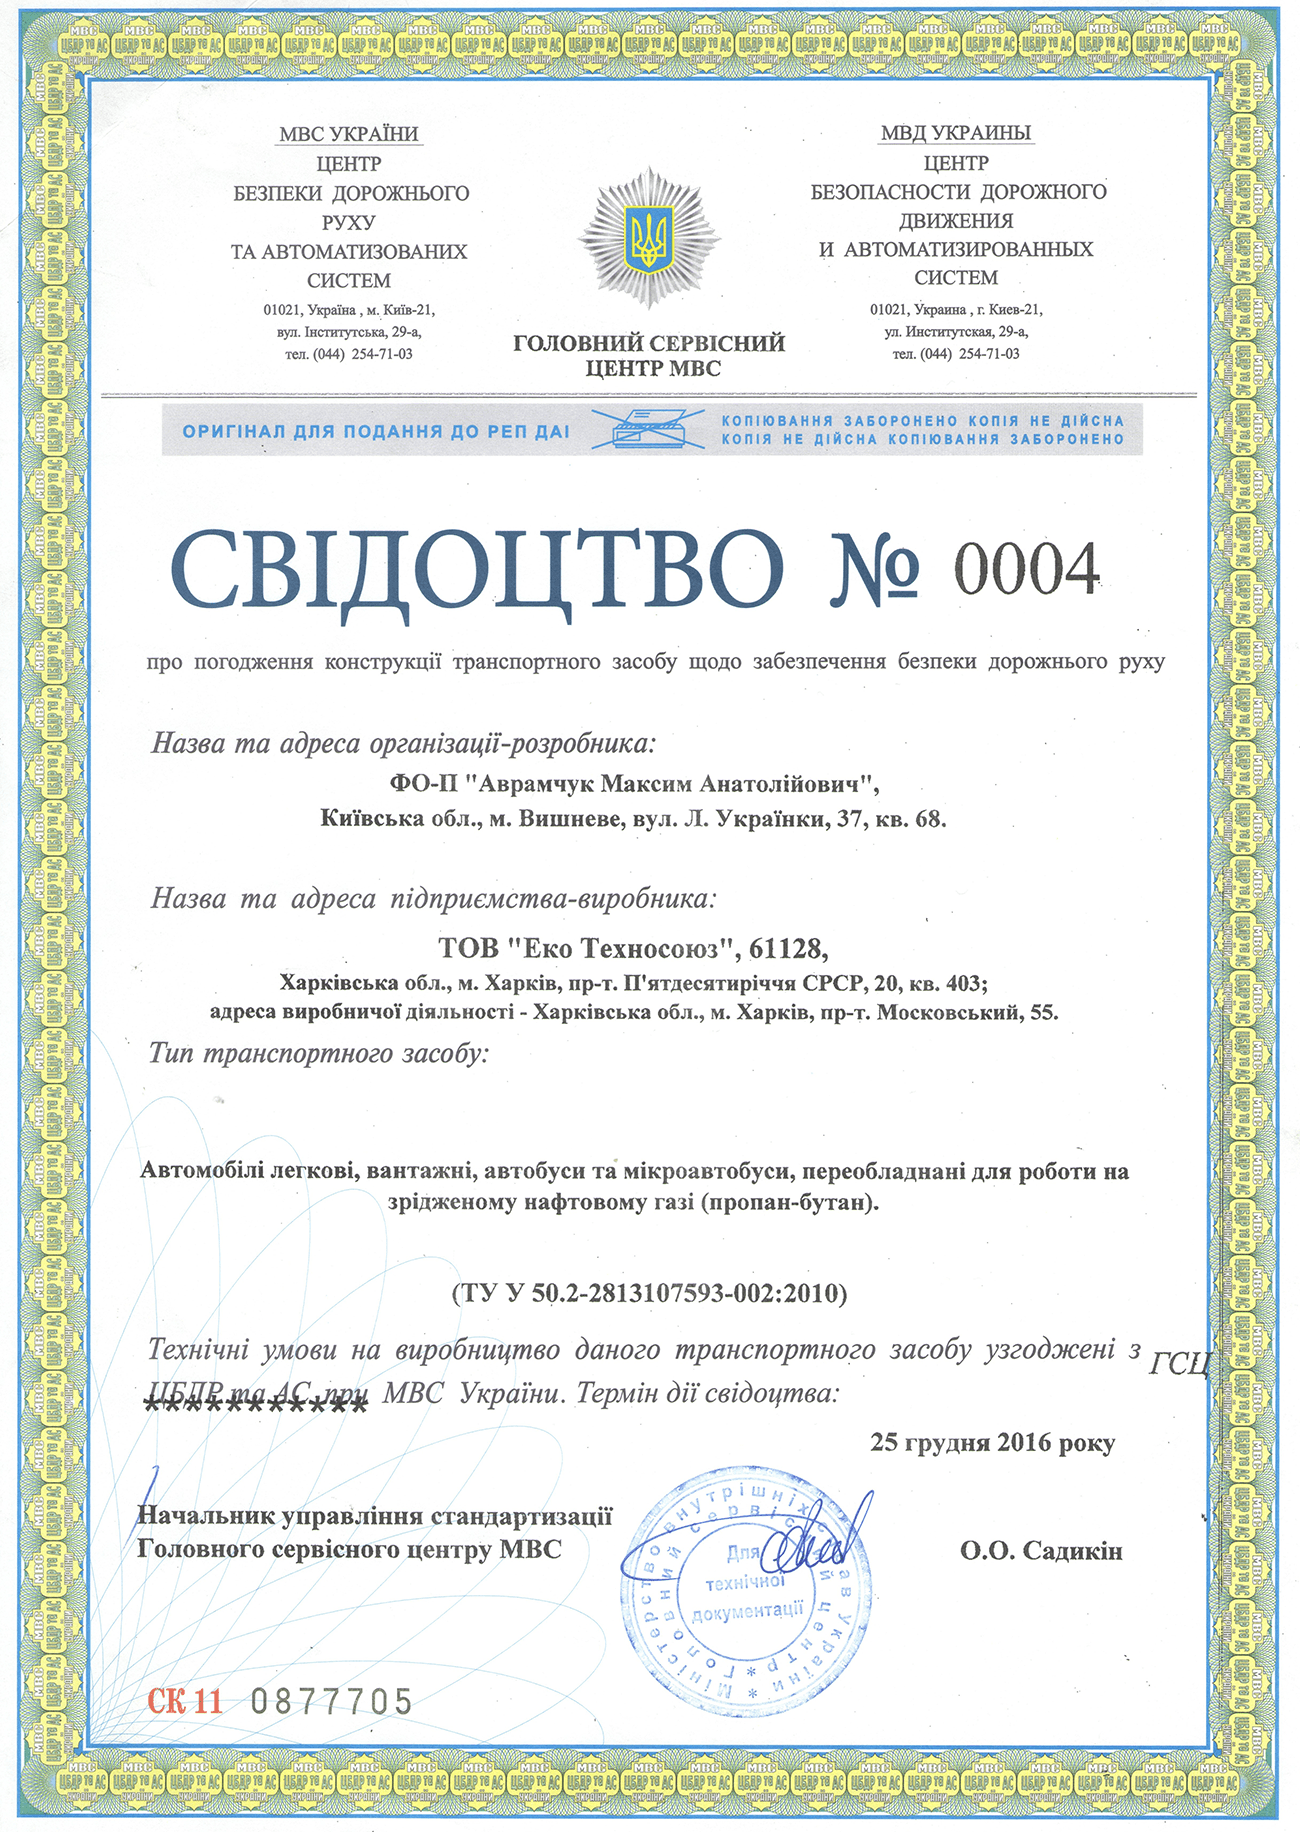 МВС УКРАЇНИ
ЦЕНТР
БЕЗПЕКИ ДОРОЖНЬОГО
РУХУ
ТА АВТОМАТИЗОВАНИХ
СИСТЕМ
01021, Україна , м. Київ-21,
вул. Інститутська, 29-а,
тел. (044) 254-71-03
ГОЛОВНИЙ СЕРВІСНИЙ
ЦЕНТР МВС
МВД УКРАИНЫ
ЦЕНТР
БЕЗОПАСНОСТИ ДОРОЖНОГО
ДВИЖЕНИЯ
И АВТОМАТИЗИРОВАННЫХ
СИСТЕМ
01021, Украина , г. Киев-21,
ул. Институтская, 29-а,
тел. (044) 254-71-03
ОРИГІНАЛ ДЛЯ ПОДАННЯ ДО РЕП ДАІ
КОПІЮВАННЯ ЗАБОРОНЕНО КОПІЯ НЕ ДІЙСНА
КОПІЯ НЕ ДІЙСНА КОПІЮВАННЯ ЗАБОРОНЕНО
СВІДОЦТВО № 0004
про погодження конструкції транспортного засобу щодо забезпечення безпеки дорожнього руху
Назва та адреса організації-розробника:
ФО-П "Аврамчук Максим Анатолійович",
Київська обл., м. Вишневе, вул. Л. Українки, 37, кв. 68.
Назва та адреса підприємства-виробника:
ТОВ "Еко Техносоюз", 61128,
Харківська обл., м. Харків, пр-т. П'ятдесятиріччя СРСР, 20, кв. 403;
адреса виробничої діяльності - Харківська обл., м. Харків, пр-т. Московський, 55.
Тип транспортного засобу:
Автомобілі легкові, вантажні, автобуси та мікроавтобуси, переобладнані для роботи на
зрідженому нафтовому газі (пропан-бутан).
(ТУ У 50.2-2813107593-002:2010)
Технічні умови на виробництво даного транспортного засобу узгоджені з ГСЦ
ЦБДР та АС при МВС України. Термін дії свідоцтва:
***********
25 грудня 2016 року
Начальник управління стандартизації
Головного сервісного центру МВС
О.О. Садикін
Міністерство внутрішніх справ України *
Головний сервісний центр *
Для
технічної
документації
СК 11 0877705